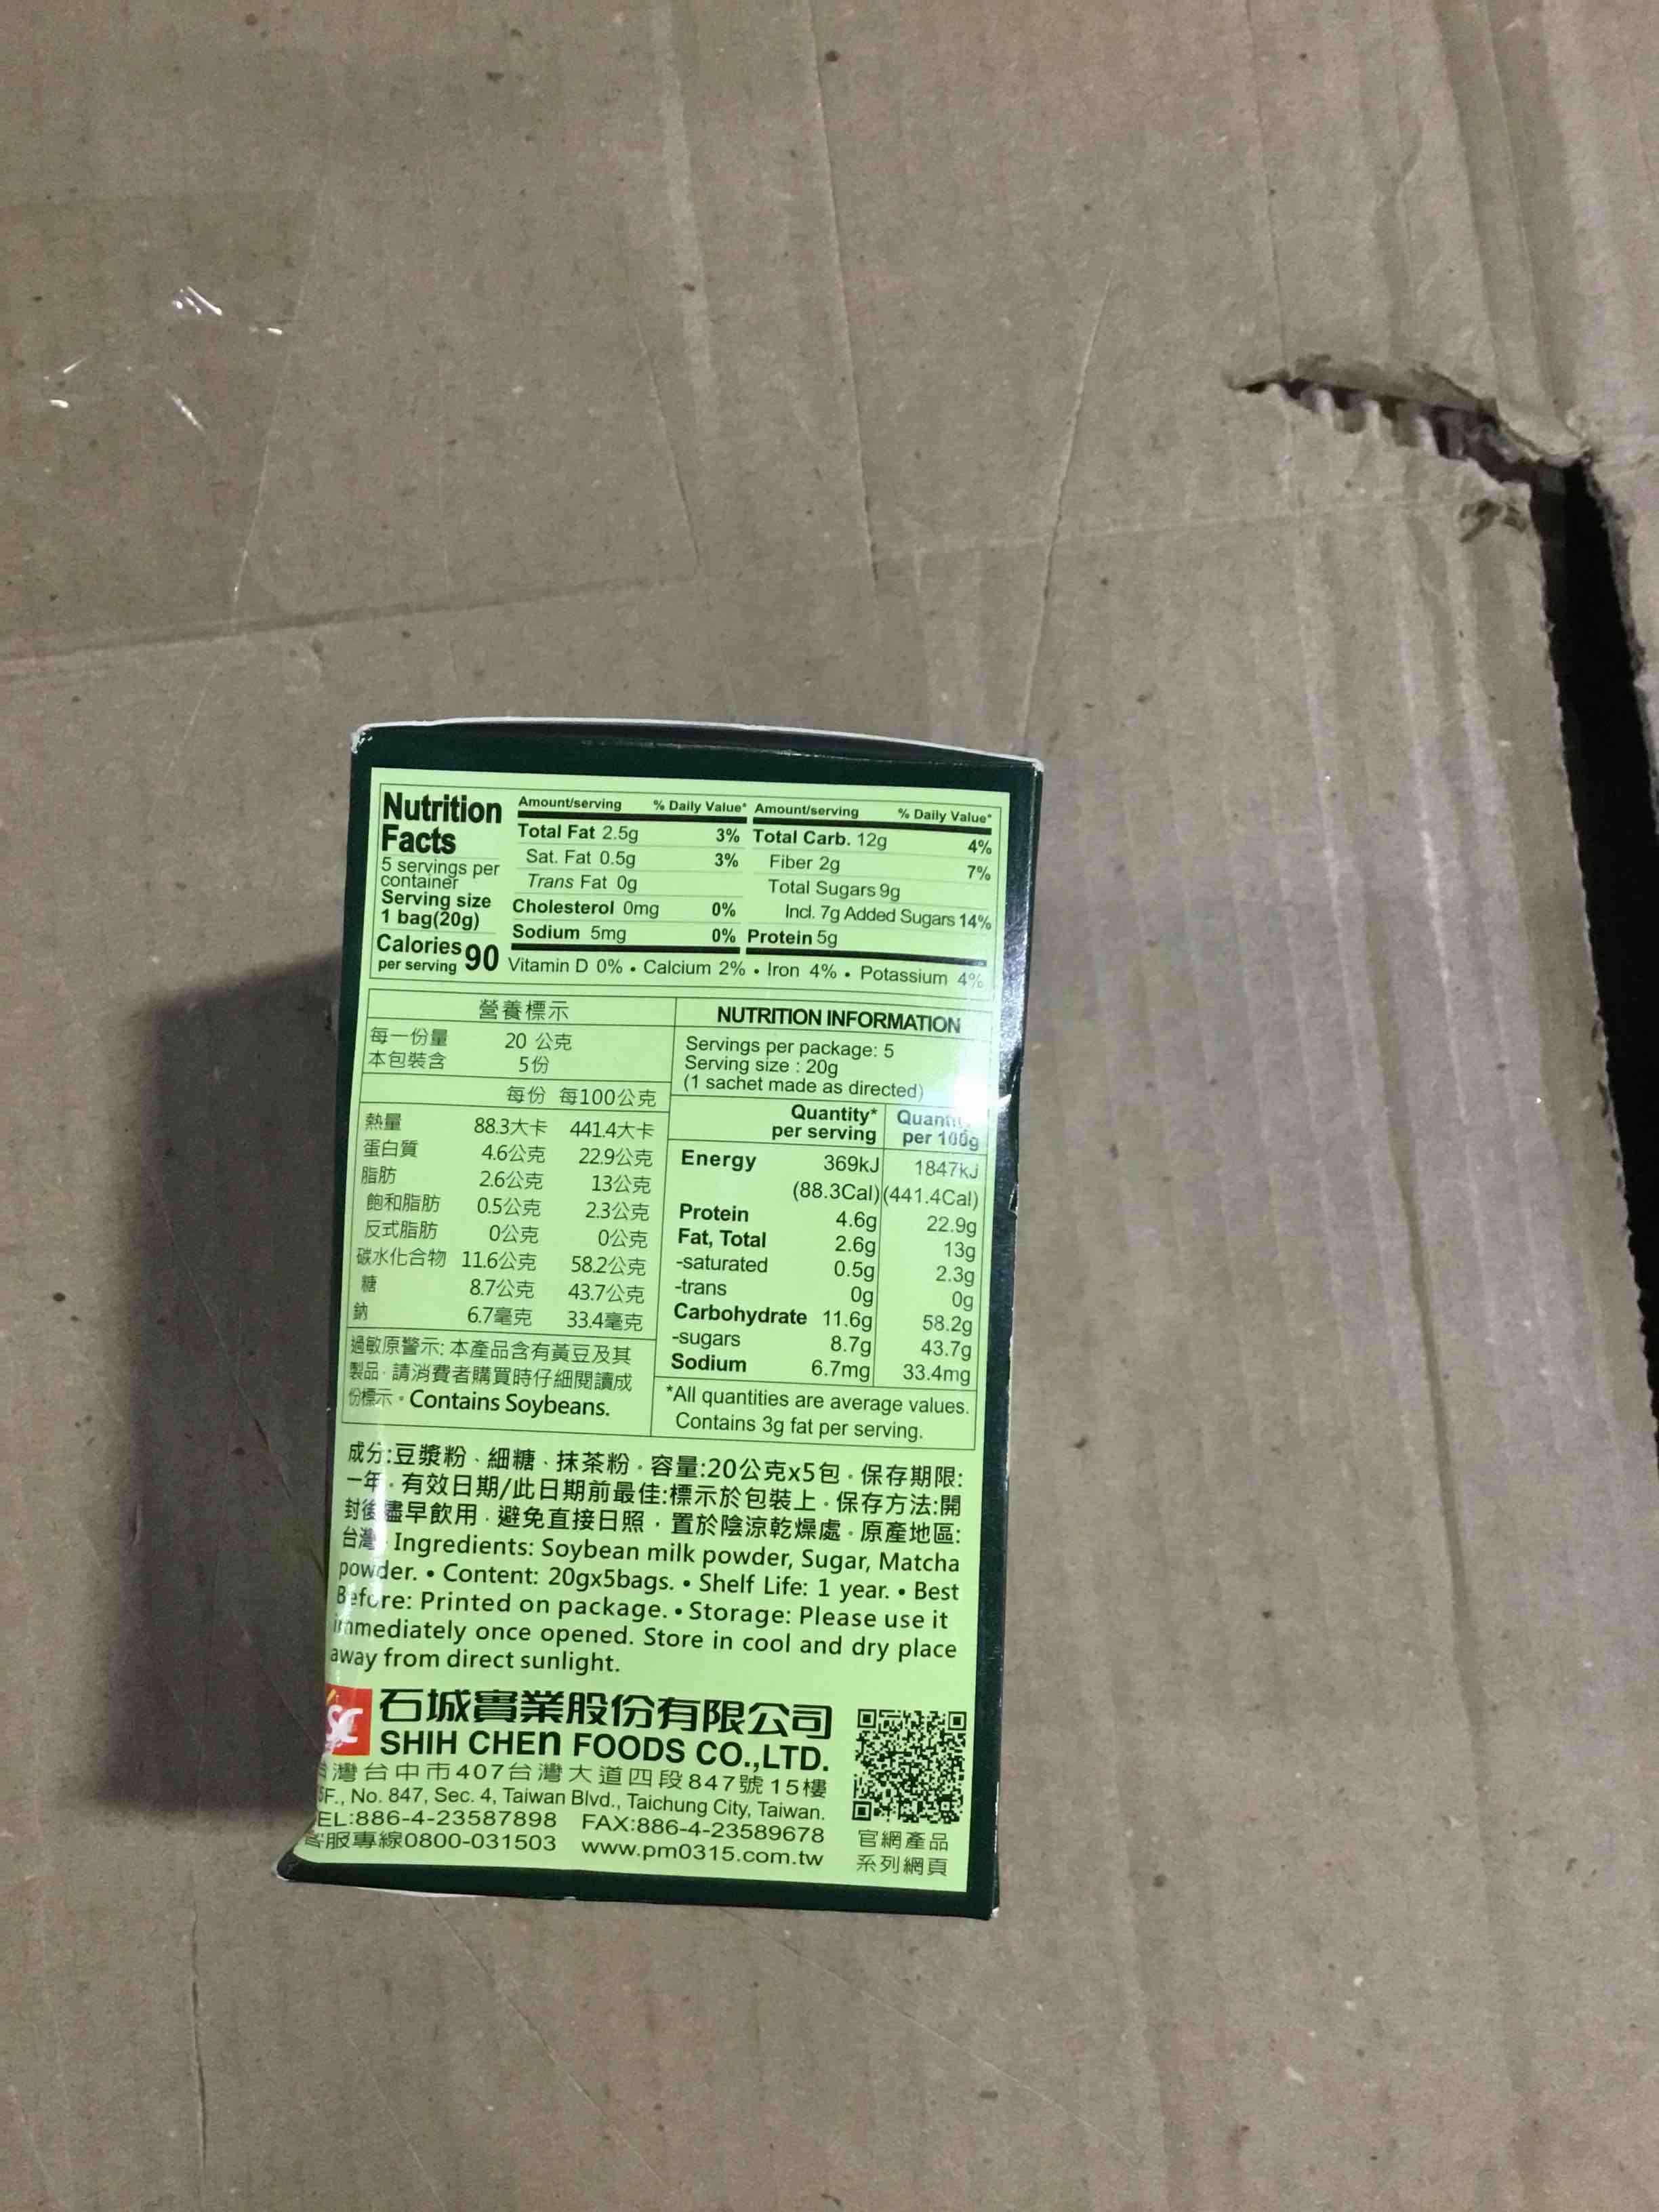 Nutrition Facts
5 servings per container
Serving size 1 bag(20g)
Calories per serving 90
Amount/serving % Daily Value*
Total Fat 2.5g 3%
Sat. Fat 0.5g 3%
Trans Fat 0g
Cholesterol 0mg 0%
Sodium 5mg 0%
Amount/serving % Daily Value*
Total Carb. 12g 4%
Fiber 2g 7%
Total Sugars 9g
Incl. 7g Added Sugars 14%
Protein 5g
Vitamin D 0% • Calcium 2% • Iron 4% • Potassium 4%
營養標示
每一份量 20 公克
本包裝含 5份
每份 每100公克
熱量 88.3大卡 441.4大卡
蛋白質 4.6公克 22.9公克
脂肪 2.6公克 13公克
飽和脂肪 0.5公克 2.3公克
反式脂肪 0公克 0公克
碳水化合物 11.6公克 58.2公克
糖 8.7公克 43.7公克
鈉 6.7毫克 33.4毫克
過敏原警示: 本產品含有黃豆及其
製品。請消費者購買時仔細閱讀成
份標示。Contains Soybeans.
NUTRITION INFORMATION
Servings per package: 5
Serving size : 20g
(1 sachet made as directed)
Quantity* per serving
per 100g
Energy 369kJ 1847kJ
(88.3Cal) (441.4Cal)
Protein 4.6g 22.9g
Fat, Total 2.6g 13g
-saturated 0.5g 2.3g
-trans 0g 0g
Carbohydrate 11.6g 58.2g
-sugars 8.7g 43.7g
Sodium 6.7mg 33.4mg
*All quantities are average values.
Contains 3g fat per serving.
成分:豆漿粉、細糖、抹茶粉。容量:20公克x5包。保存期限:
一年。有效日期/此日期前最佳:標示於包裝上。保存方法:開
封後儘早飲用。避免直接日照，置於陰涼乾燥處。原產地區:
台灣 Ingredients: Soybean milk powder, Sugar, Matcha
powder. • Content: 20gx5bags. • Shelf Life: 1 year. • Best
Before: Printed on package. • Storage: Please use it
immediately once opened. Store in cool and dry place
away from direct sunlight.
SC 石城實業股份有限公司
SHIH CHEn FOODS CO.,LTD.
台灣台中市407台灣大道四段847號15樓
No. 847, Sec. 4, Taiwan Blvd., Taichung City, Taiwan.
TEL:886-4-23587898 FAX:886-4-23589678
客服專線0800-031503 www.pm0315.com.tw
官網產品
系列網頁